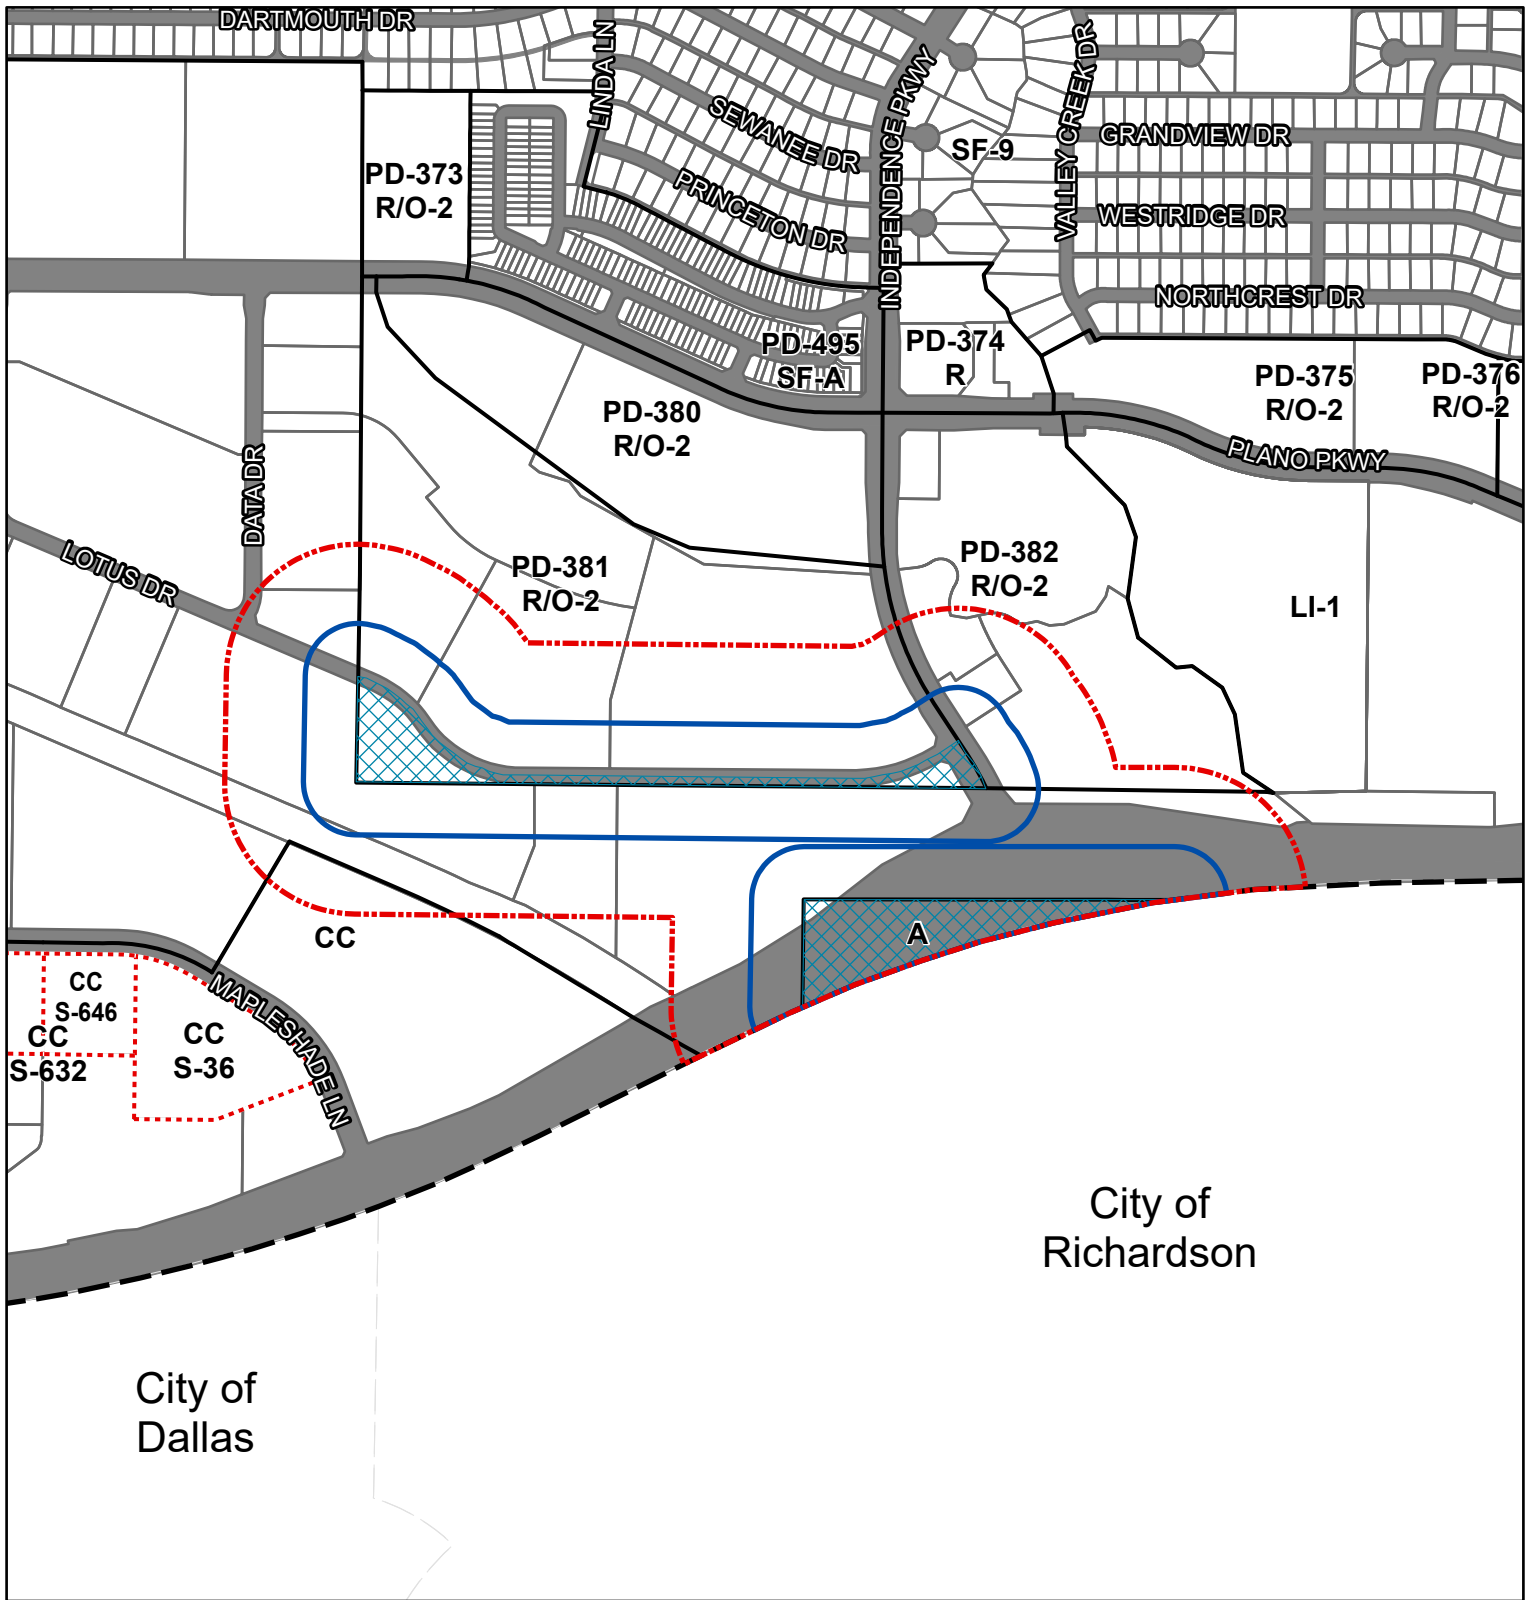 DARTMOUTH DR
LINDA LN
SEWANEE DR
INDEPENDENCE PKWY
VALLEY CREEK DR
GRANDVIEW DR
SF-9
PD-373
R/O-2
PRINCETON DR
WESTRIDGE DR
NORTHCREST DR
PD-495
SF-A
PD-374
R
PD-375
R/O-2
PD-376
R/O-2
PD-380
R/O-2
PLANO PKWY
DATA DR
LOTUS DR
PD-381
R/O-2
PD-382
R/O-2
LI-1
CC
A
CC
S-646
CC
S-632
CC
S-36
MAPLESHADE LN
City of
Richardson
City of
Dallas